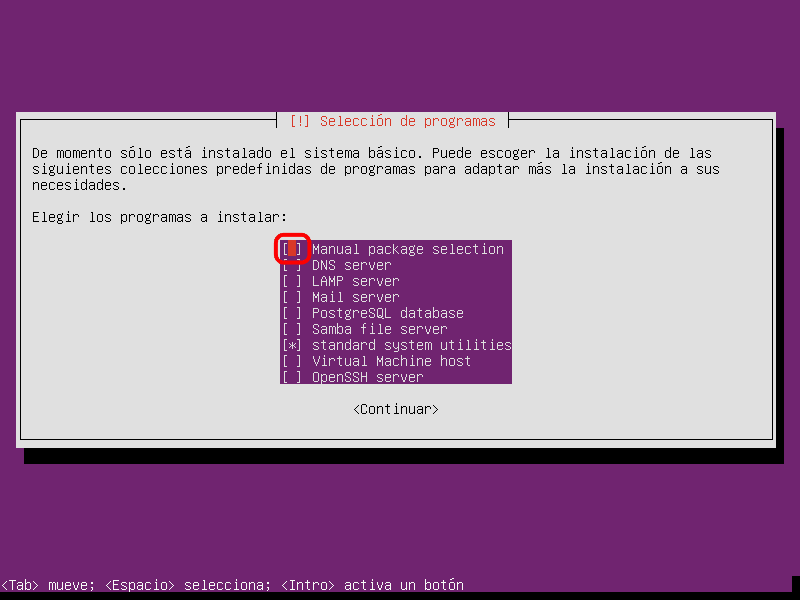 [!] Selección de programas
De momento sólo está instalado el sistema básico. Puede escoger la instalación de las
siguientes colecciones predefinidas de programas para adaptar más la instalación a sus
necesidades.
Elegir los programas a instalar:
[ ] Manual package selection
[ ] DNS server
[ ] LAMP server
[ ] Mail server
[ ] PostgreSQL database
[ ] Samba file server
[*] standard system utilities
[ ] Virtual Machine host
[ ] OpenSSH server
<Continuar>
<Tab> mueve; <Espacio> selecciona; <Intro> activa un botón